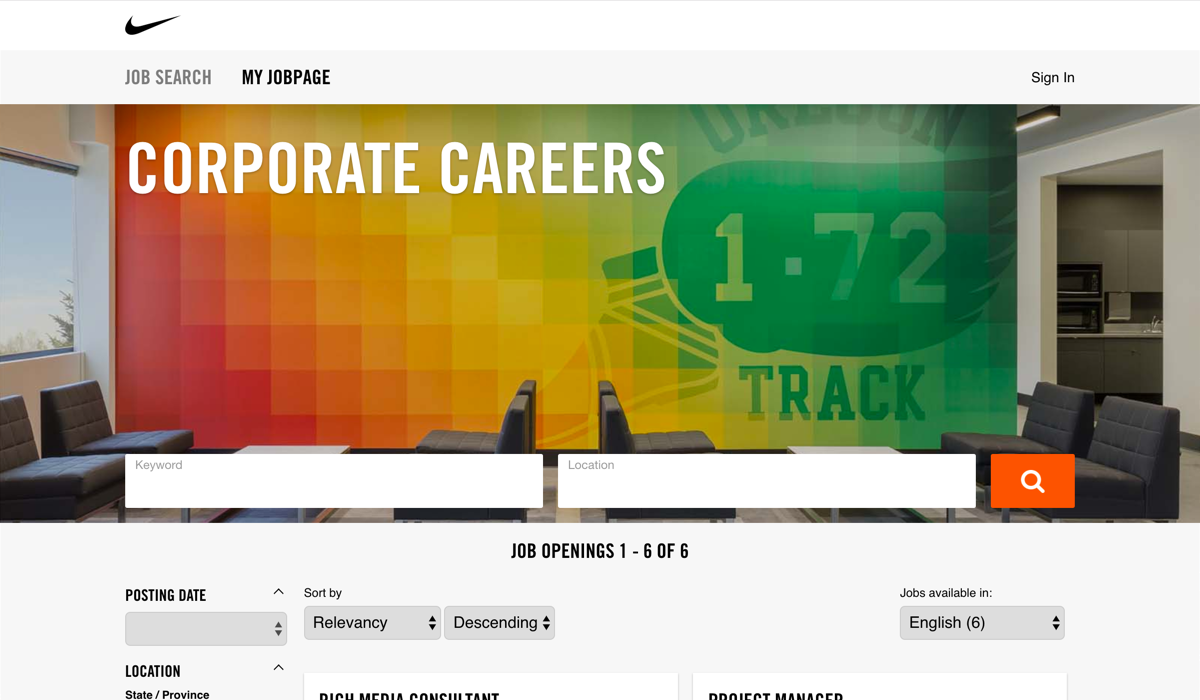 JOB SEARCH
MY JOBPAGE
Sign In
OREGON
CORPORATE CAREERS
1·72
TRACK
Keyword
Location
JOB OPENINGS 1 - 6 OF 6
POSTING DATE
Sort by
Relevancy
Descending
Jobs available in:
English (6)
LOCATION
State / Province
RICH MEDIA CONSULTANT
PROJECT MANAGER